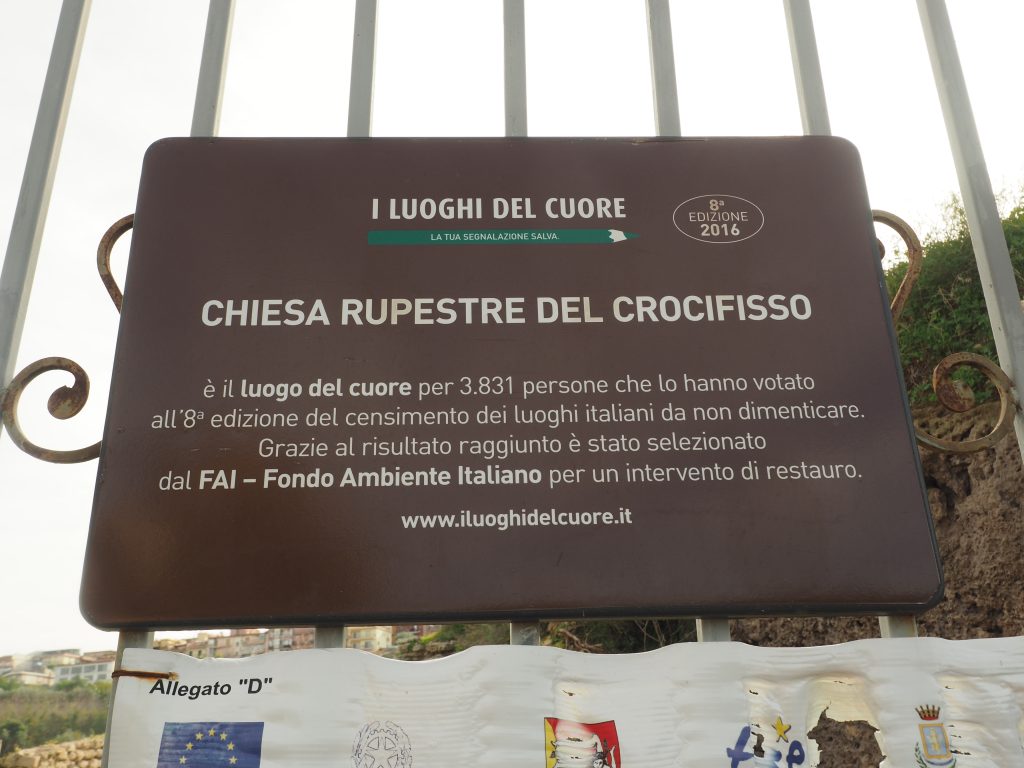 I LUOGHI DEL CUORE
LA TUA SEGNALAZIONE SALVA.
8ª
EDIZIONE
2016
CHIESA RUPESTRE DEL CROCIFISSO
è il luogo del cuore per 3.831 persone che lo hanno votato
all'8ª edizione del censimento dei luoghi italiani da non dimenticare.
Grazie al risultato raggiunto è stato selezionato
dal FAI – Fondo Ambiente Italiano per un intervento di restauro.
www.iluoghidelcuore.it
Allegato "D"